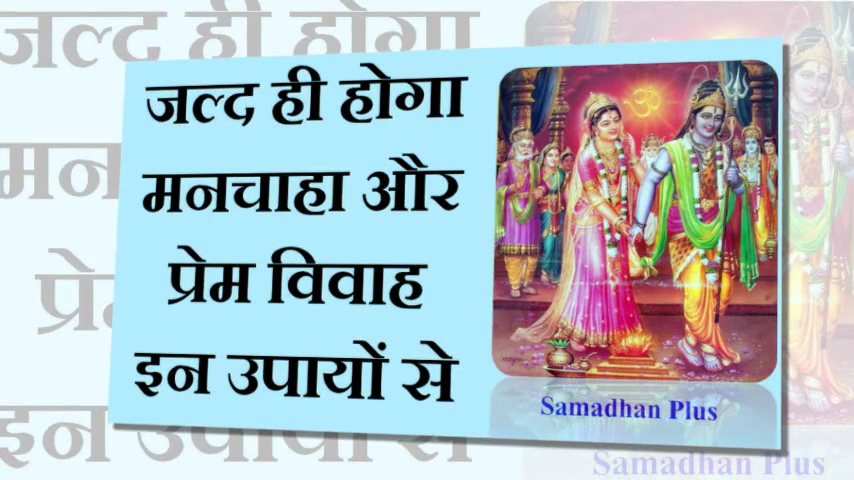 जल्द ही होगा
मनचाहा और
प्रेम विवाह
इन उपायों से
Samadhan Plus
Samadhan Plus